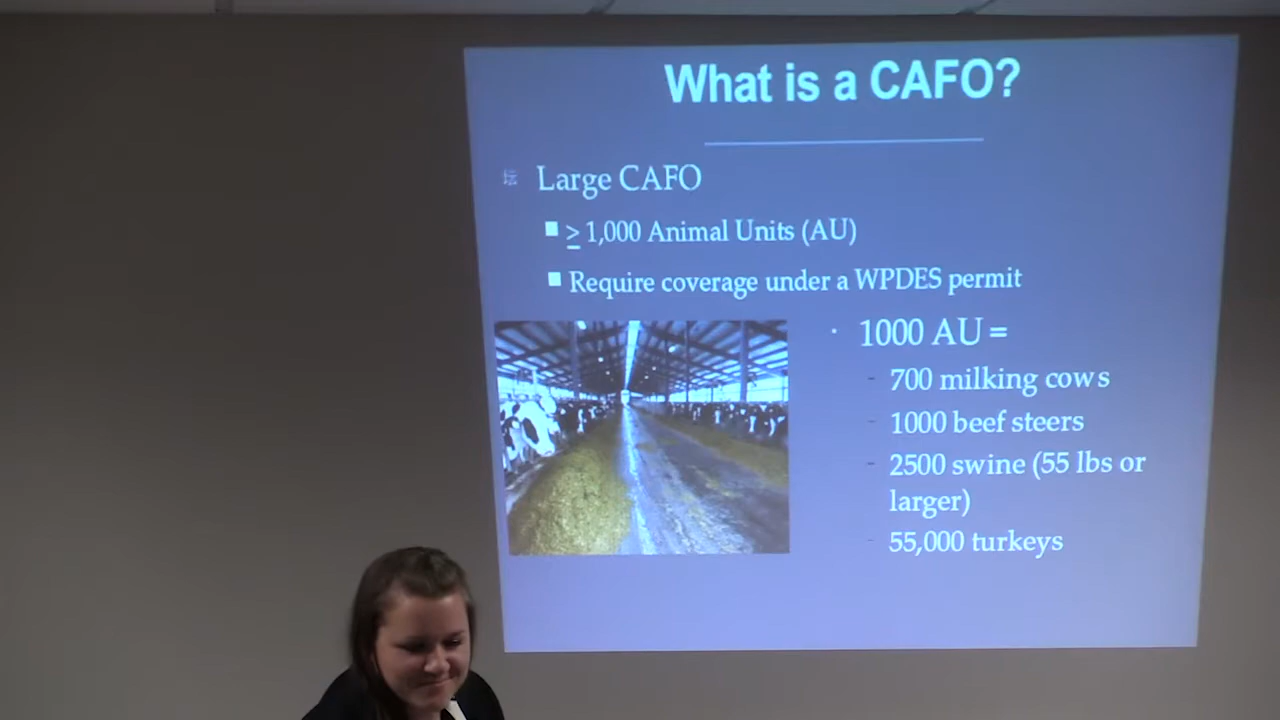 What is a CAFO?
Large CAFO
≥ 1,000 Animal Units (AU)
Require coverage under a WPDES permit
1000 AU =
700 milking cows
1000 beef steers
2500 swine (55 lbs or
larger)
55,000 turkeys